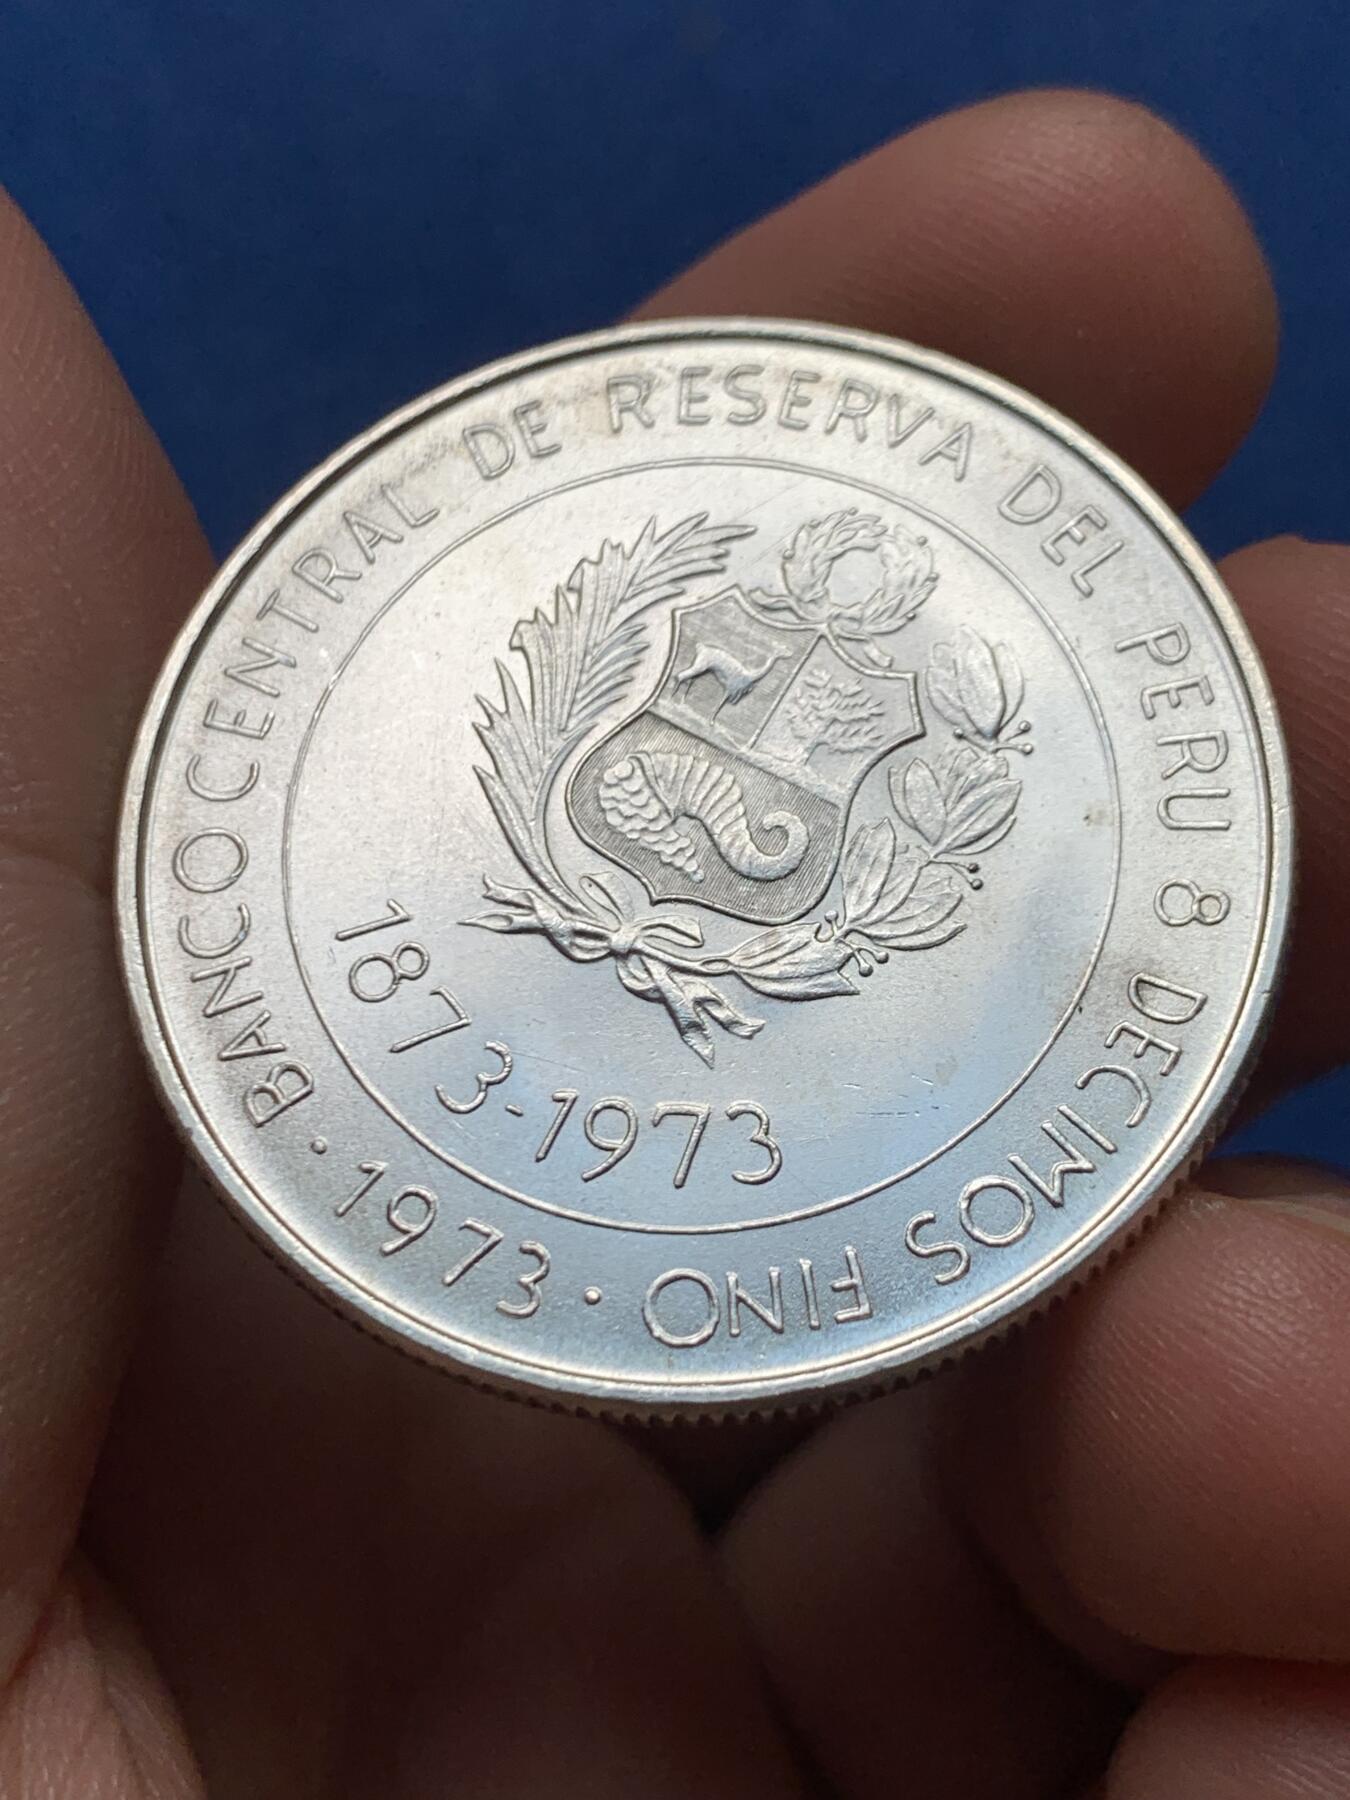 BANCO CENTRAL DE RESERVA DEL PERU 8 DECIMOS FINO · 1973 ·
1873-1973